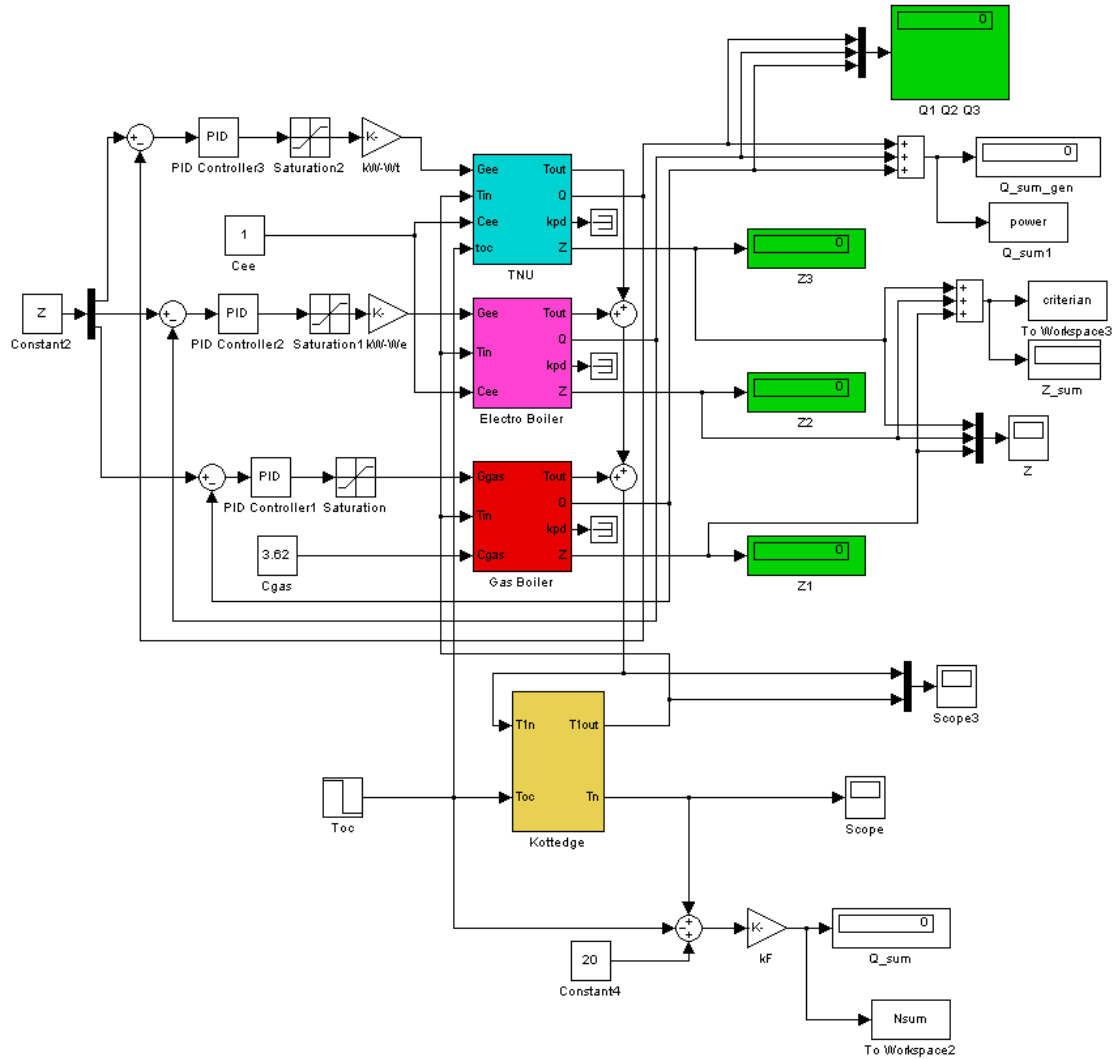 0
Q1 Q2 Q3
+
-
PID
PID Controller3
Saturation2
K-
kW-Wt
Gee
Tin
Cee
toc
Tout
Q
kpd
Z
TNU
+
+
+
0
Q_sum_gen
power
Q_sum1
1
Cee
0
Z3
Z
Constant2
+
-
PID
PID Controller2
Saturation1
K-
kW-We
Gee
Tin
Cee
Tout
Q
kpd
Z
Electro Boiler
+
+
+
+
+
criterian
To Workspace3
Z_sum
0
Z2
Z
+
-
PID
PID Controller1
Saturation
Ggas
Tin
Cgas
Tout
Q
kpd
Z
Gas Boiler
+
+
3.62
Cgas
0
Z1
T1n
Toc
T1out
Tn
Kottedge
Scope3
Toc
Scope
-
+
+
20
Constant4
K-
kF
0
Q_sum
Nsum
To Workspace2